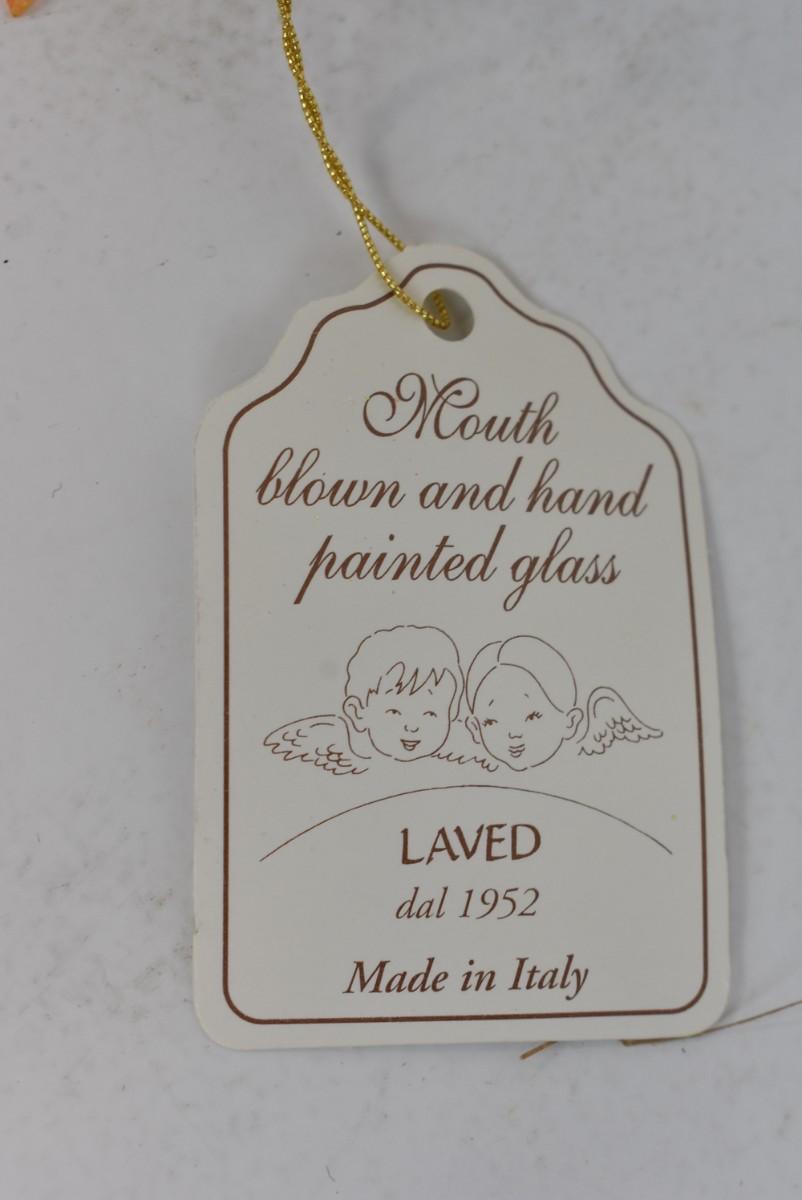 Mouth
blown and hand
painted glass
LAVED
dal 1952
Made in Italy